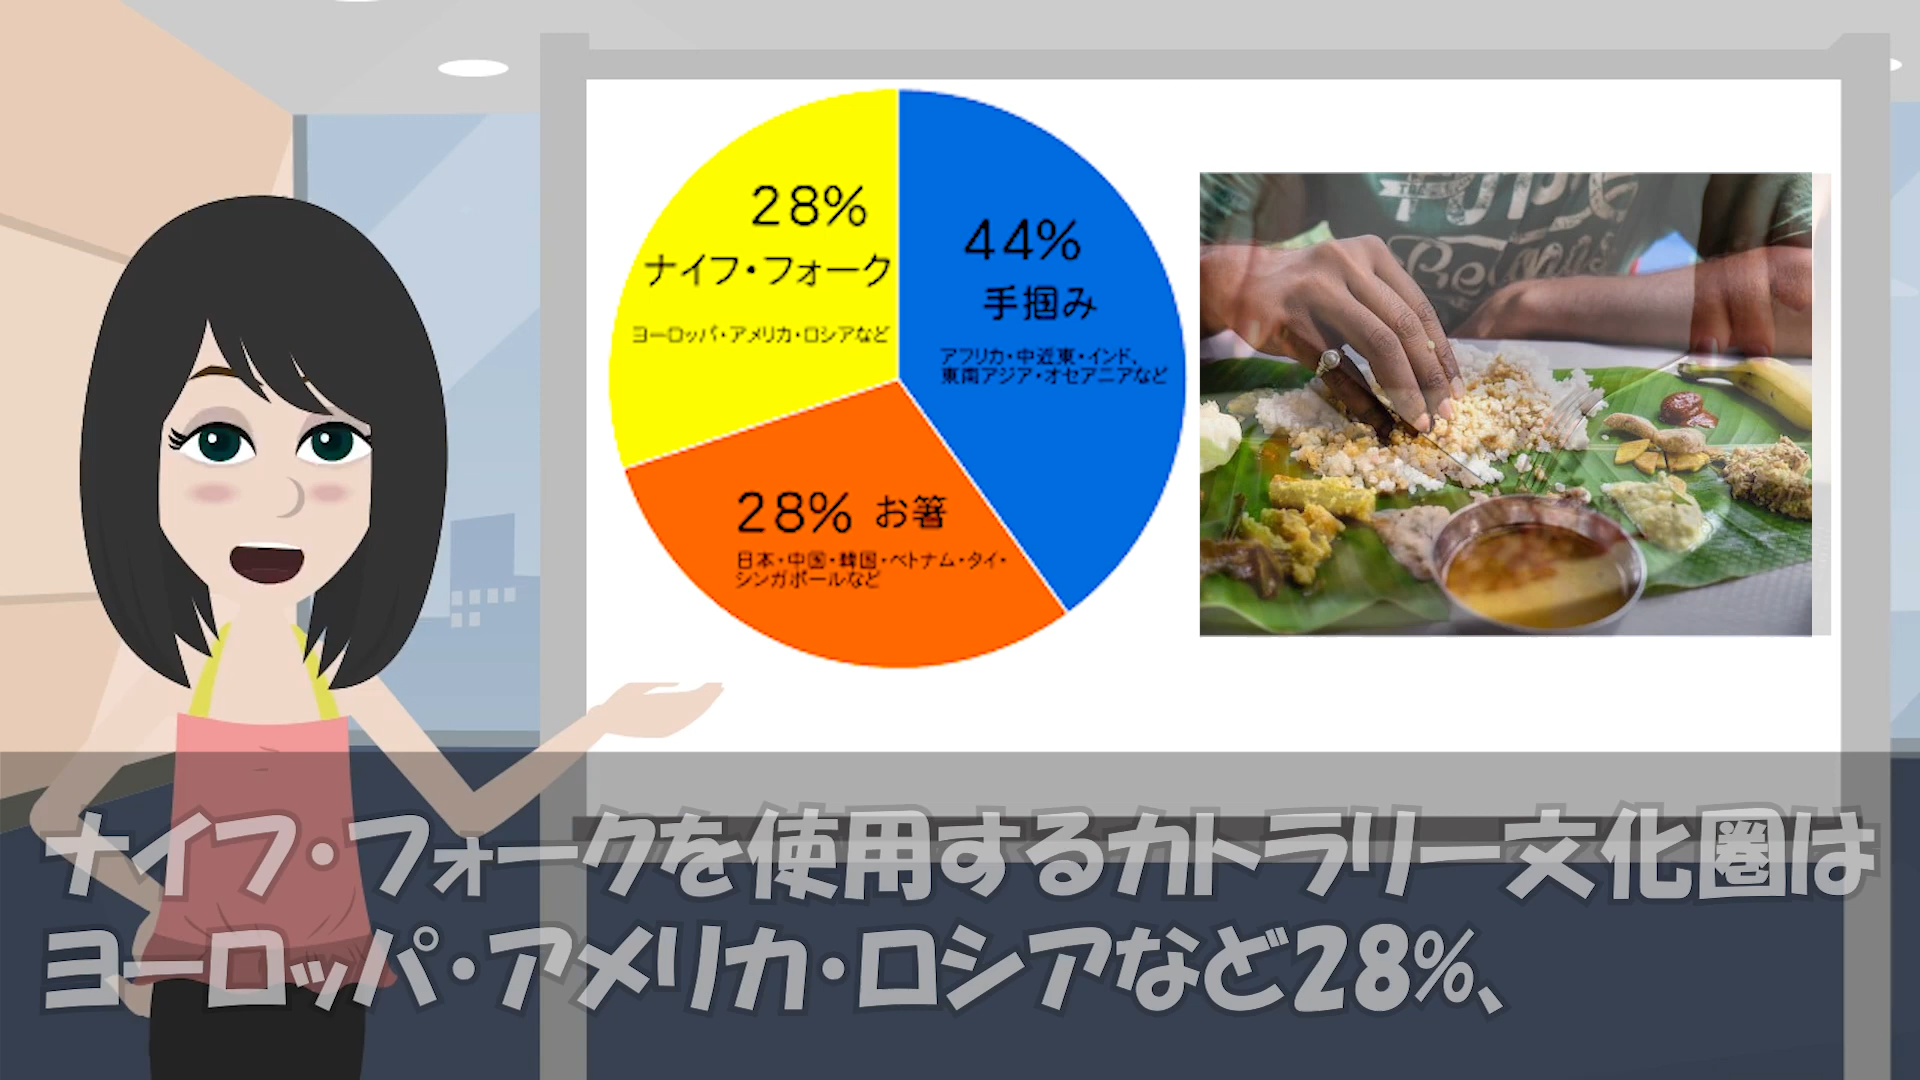 28%
ナイフ・フォーク
ヨーロッパ・アメリカ・ロシアなど
44%
手掴み
アフリカ・中近東・インド、
東南アジア・オセアニアなど
28% お箸
日本・中国・韓国・ベトナム・タイ・
シンガポールなど
THE
ナイフ・フォークを使用するカトラリー文化圏は
ヨーロッパ・アメリカ・ロシアなど28%、